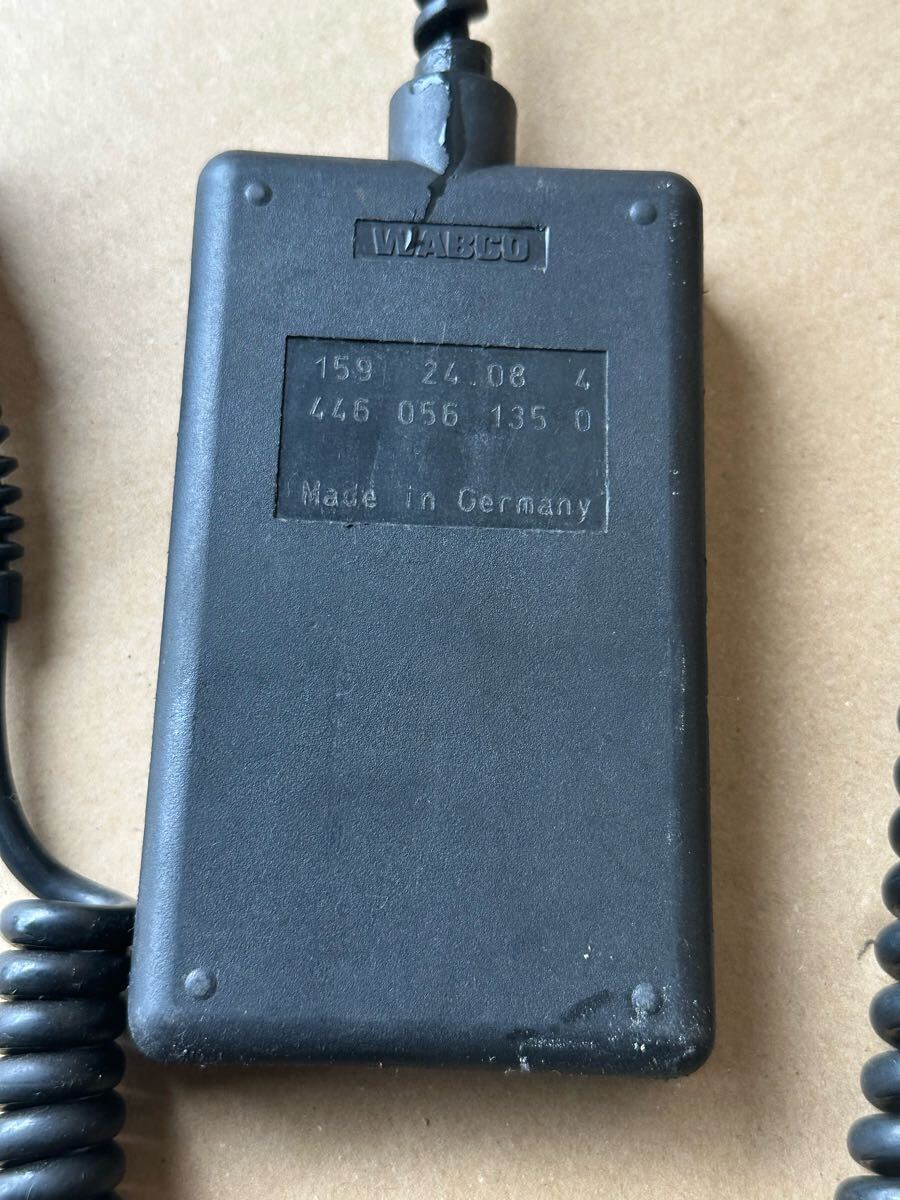 WABCO
159 24.08 4
446 056 135 0
Made in Germany